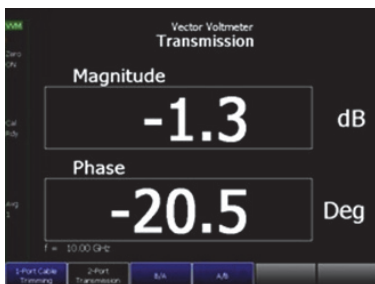 VVM
Vector Voltmeter
Transmission
Zero
ON
Magnitude
-1.3 dB
Cal
Rdy
Phase
-20.5 Deg
Avg
1
f = 10.00 GHz
1-Port Cable Trimming
2-Port Transmission
B/A
A/B